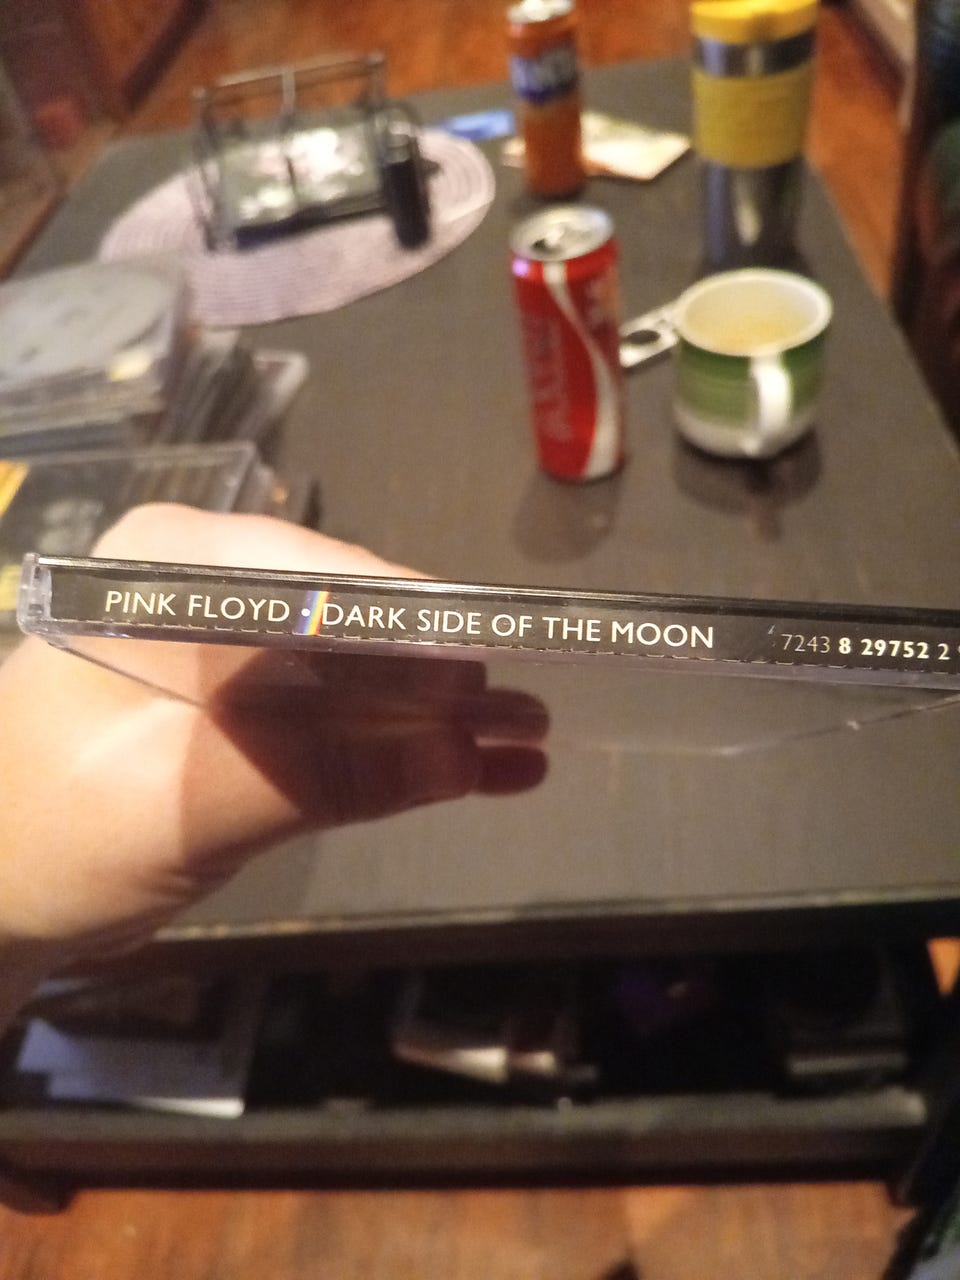 PINK FLOYD • DARK SIDE OF THE MOON 7243 8 29752 2